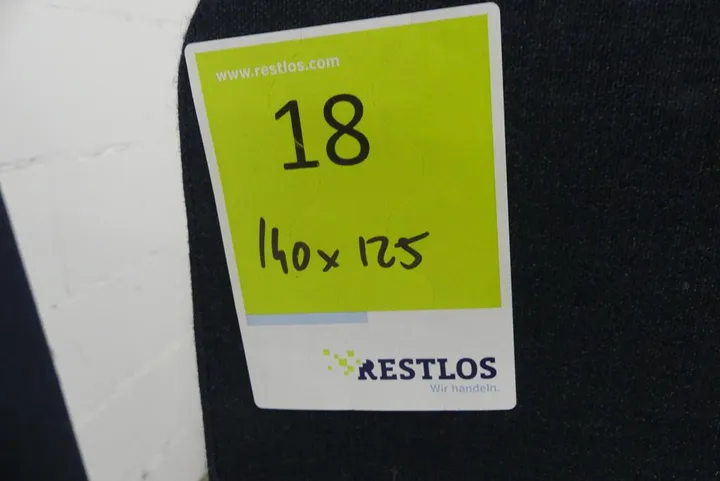 www.restlos.com
18
140 x 125
RESTLOS
Wir handeln.